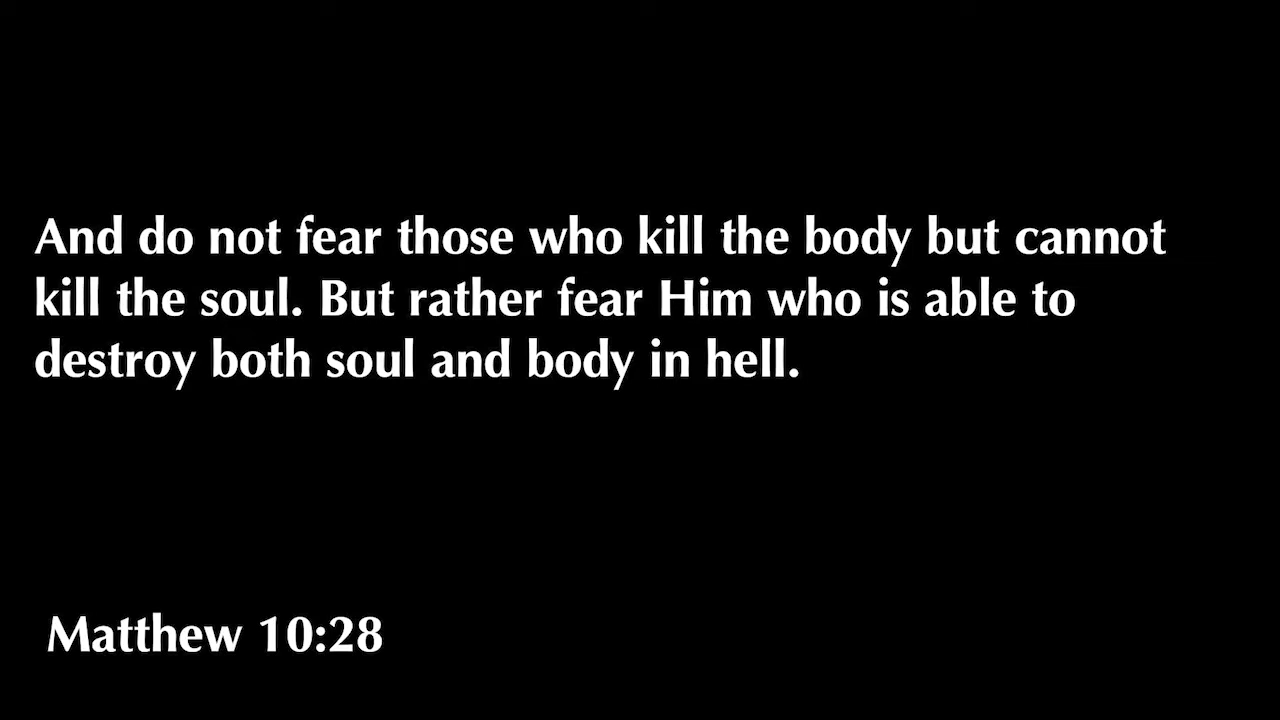 And do not fear those who kill the body but cannot
kill the soul. But rather fear Him who is able to
destroy both soul and body in hell.
Matthew 10:28